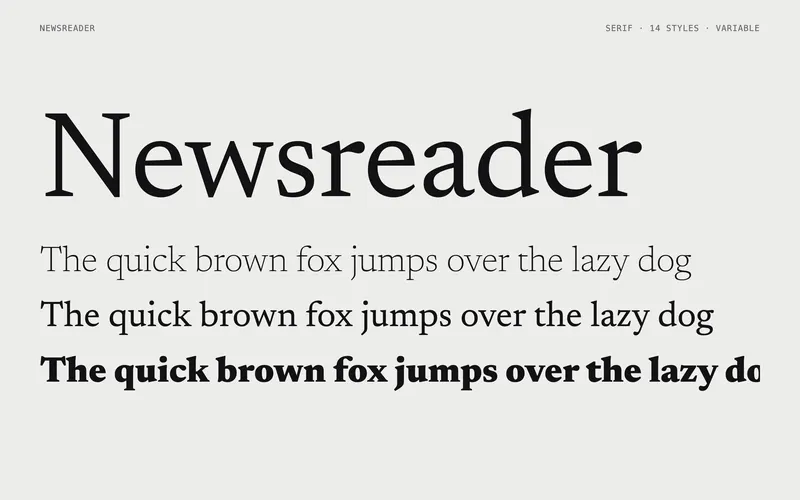 NEWSREADER
SERIF · 14 STYLES · VARIABLE
Newsreader
The quick brown fox jumps over the lazy dog
The quick brown fox jumps over the lazy dog
The quick brown fox jumps over the lazy do